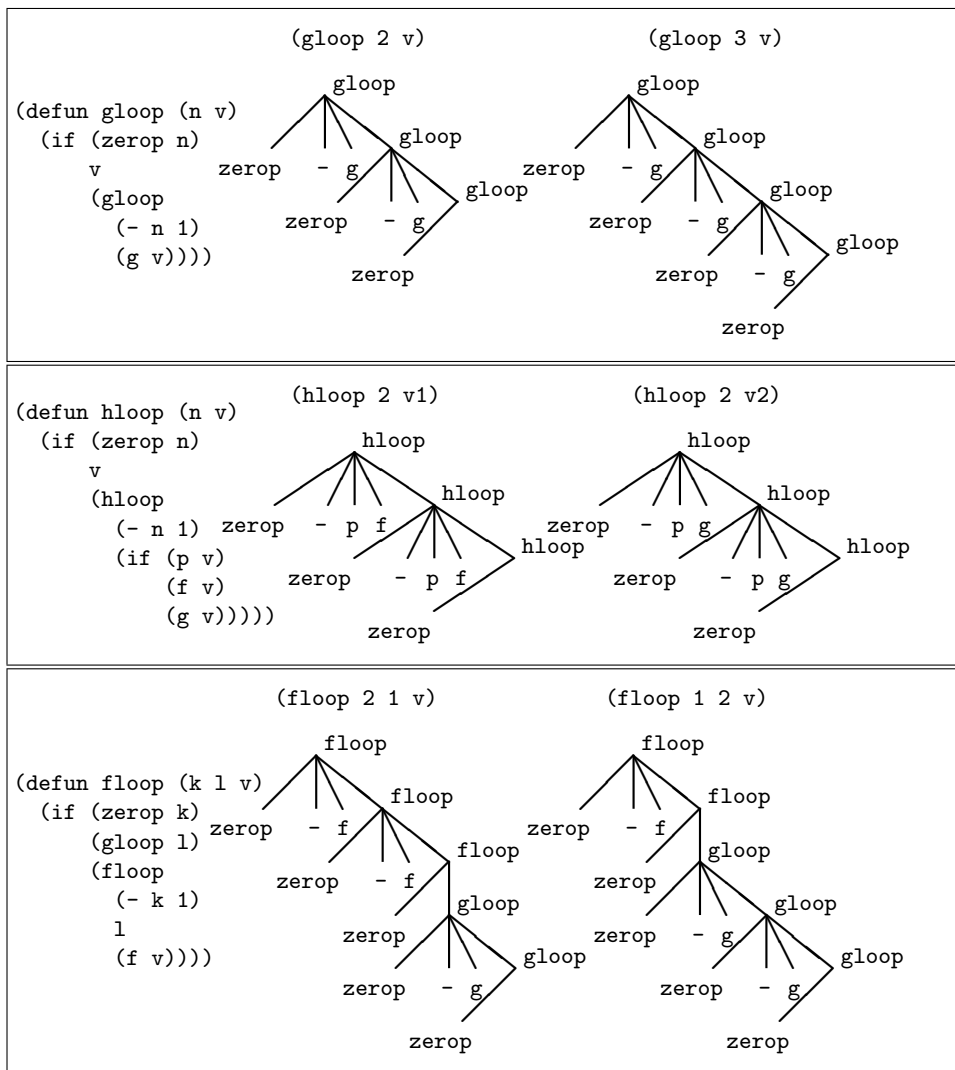 (gloop 2 v) (gloop 3 v)
(defun gloop (n v)
(if (zerop n)
v
(gloop
(- n 1)
(g v))))
gloop
zerop - g gloop
zerop - g gloop
zerop
gloop
zerop - g gloop
zerop - g gloop
zerop - g gloop
zerop
(hloop 2 v1) (hloop 2 v2)
(defun hloop (n v)
(if (zerop n)
v
(hloop
(- n 1)
(if (p v)
(f v)
(g v)))))
hloop
zerop - p f hloop
zerop - p f hloop
zerop
hloop
zerop - p g hloop
zerop - p g hloop
zerop
(floop 2 1 v) (floop 1 2 v)
(defun floop (k l v)
(if (zerop k)
(gloop l)
(floop
(- k 1)
l
(f v))))
floop
zerop - f floop
zerop - f floop
zerop gloop
zerop - g gloop
zerop
floop
zerop - f floop
zerop gloop
zerop - g gloop
zerop - g gloop
zerop